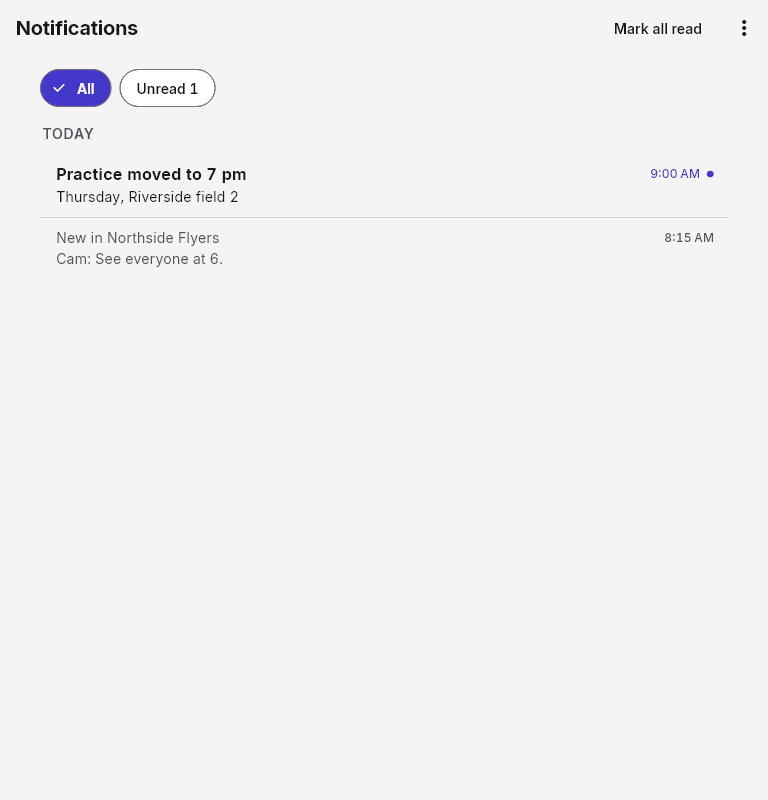 Notifications
Mark all read
All
Unread 1
TODAY
Practice moved to 7 pm
9:00 AM
Thursday, Riverside field 2
New in Northside Flyers
8:15 AM
Cam: See everyone at 6.